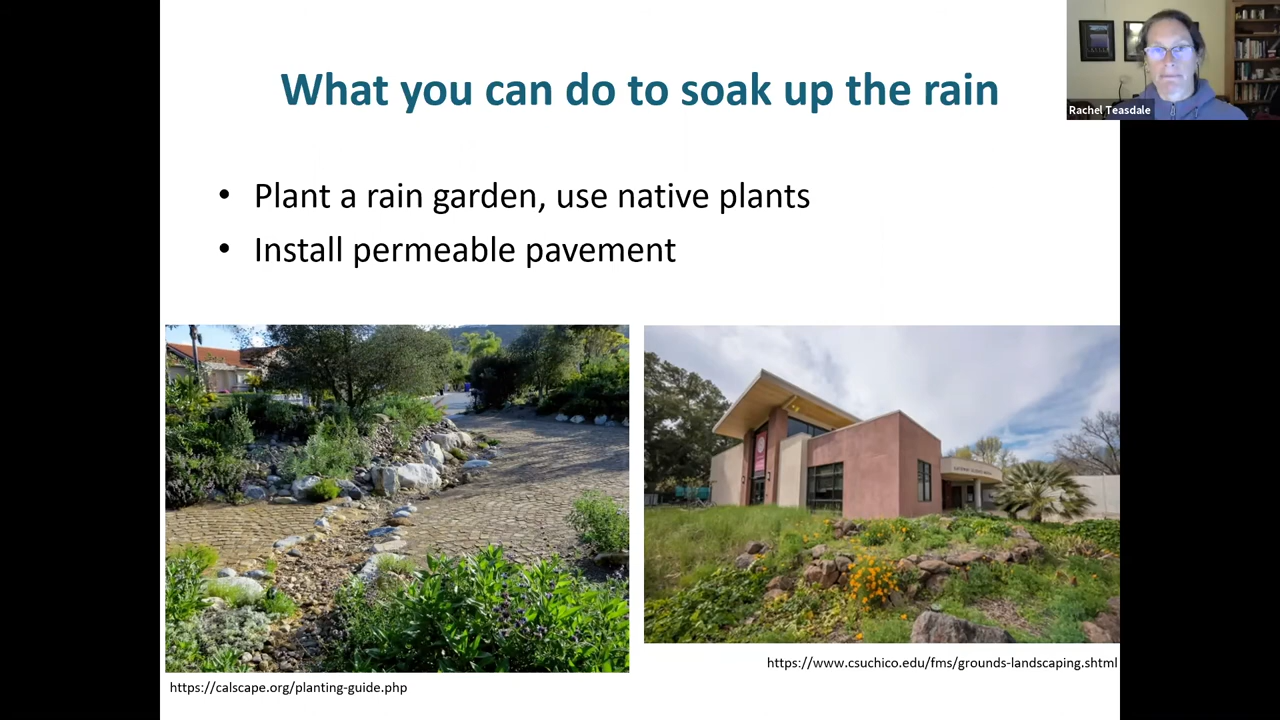 What you can do to soak up the rain
Rachel Teasdale
• Plant a rain garden, use native plants
• Install permeable pavement
https://www.csuchico.edu/fms/grounds-landscaping.shtml
https://calscape.org/planting-guide.php